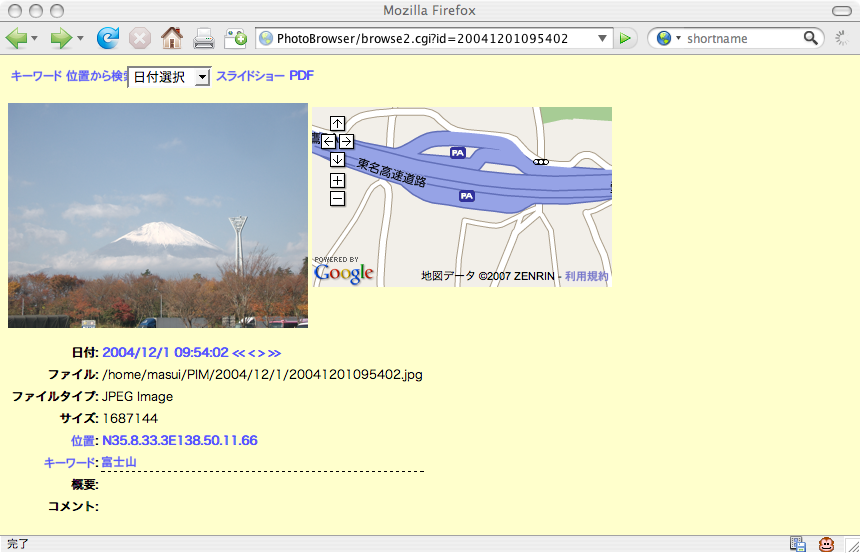 Mozilla Firefox
PhotoBrowser/browse2.cgi?id=20041201095402
shortname
キーワード 位置から検索 日付選択 スライドショー PDF
PA
東名高速道路
PA
POWERED BY
Google
地図データ ©2007 ZENRIN - 利用規約
日付: 2004/12/1 09:54:02 << < > >>
ファイル: /home/masui/PIM/2004/12/1/20041201095402.jpg
ファイルタイプ: JPEG Image
サイズ: 1687144
位置: N35.8.33.3E138.50.11.66
キーワード: 富士山
概要:
コメント:
完了